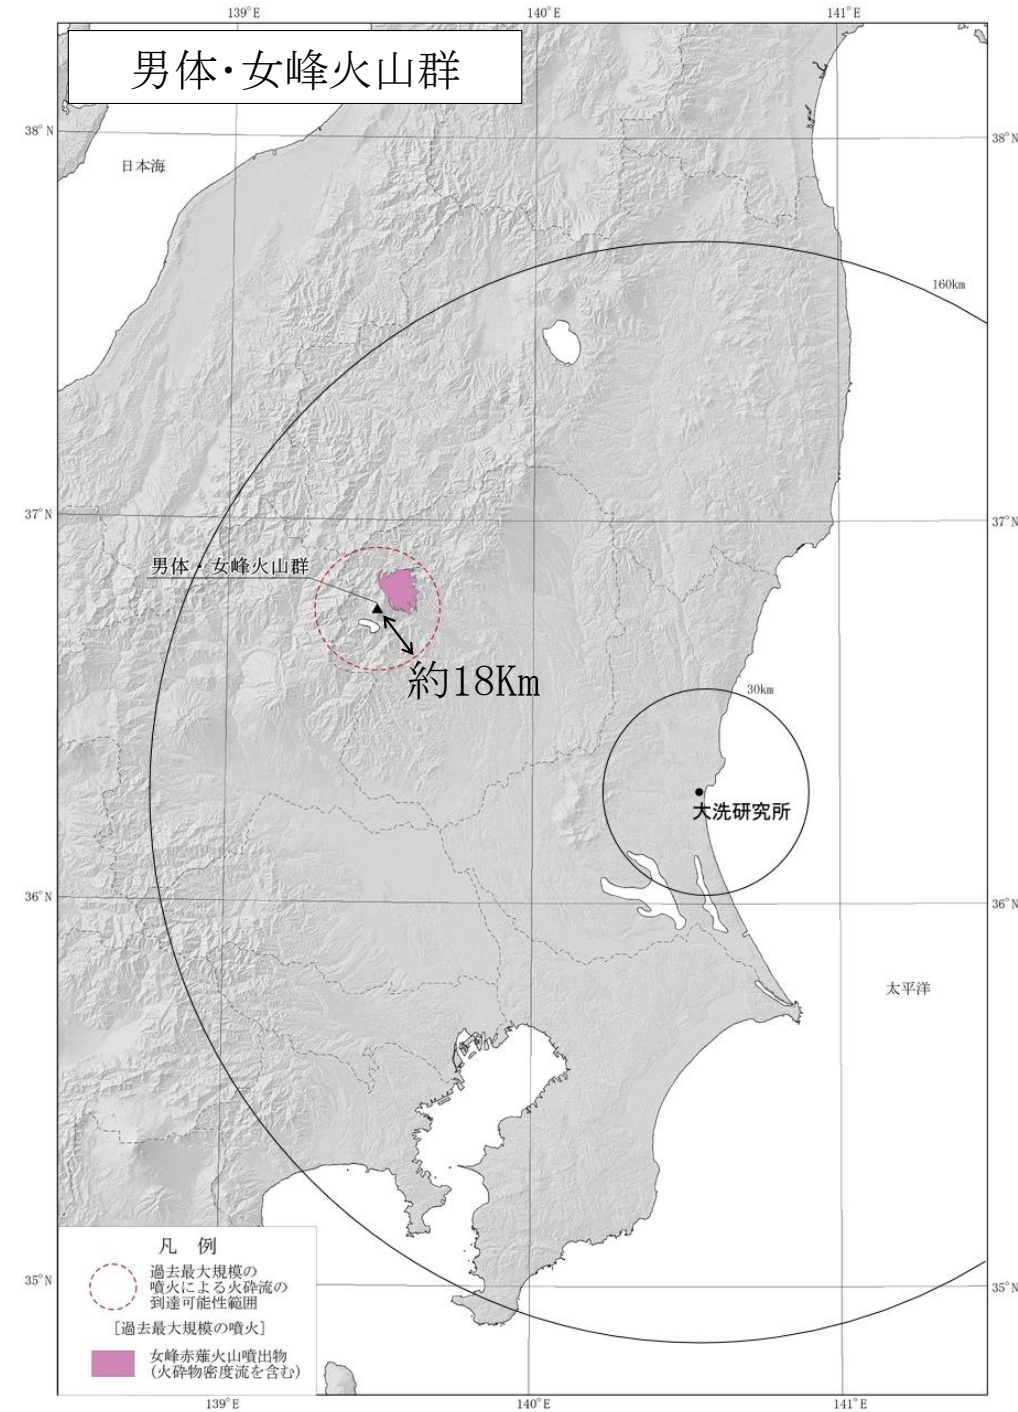 139°E
140°E
141°E
男体・女峰火山群
38°N
38°N
日本海
160km
37°N
37°N
男体・女峰火山群
約18Km
30km
大洗研究所
36°N
36°N
太平洋
凡 例
過去最大規模の
噴火による火砕流の
到達可能性範囲
［過去最大規模の噴火］
女峰赤薙火山噴出物
（火砕物密度流を含む）
35°N
35°N
139°E
140°E
141°E